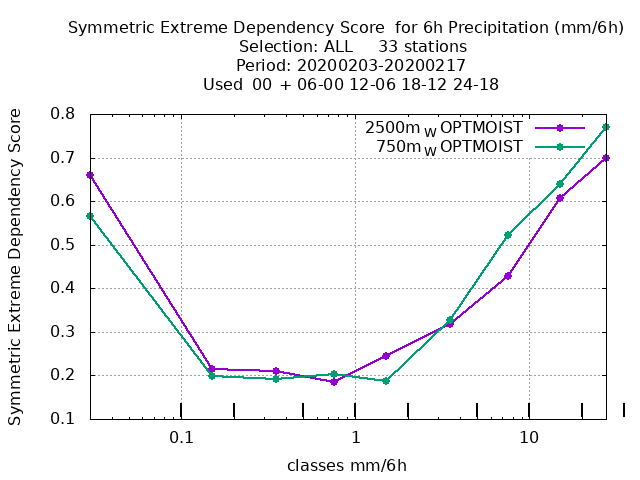 Symmetric Extreme Dependency Score for 6h Precipitation (mm/6h)
Selection: ALL 33 stations
Period: 20200203-20200217
Used 00 + 06-00 12-06 18-12 24-18
2500m W OPTMOIST
750m W OPTMOIST
Symmetric Extreme Dependency Score
0.8
0.7
0.6
0.5
0.4
0.3
0.2
0.1
0.1 1 10
classes mm/6h